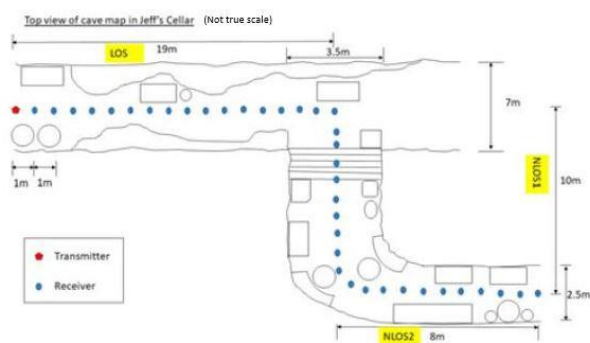 Top view of cave map in Jeff's Cellar (Not true scale)
LOS
19m
3.5m
7m
1m 1m
NLOS1
10m
Transmitter
Receiver
2.5m
NLOS2 8m